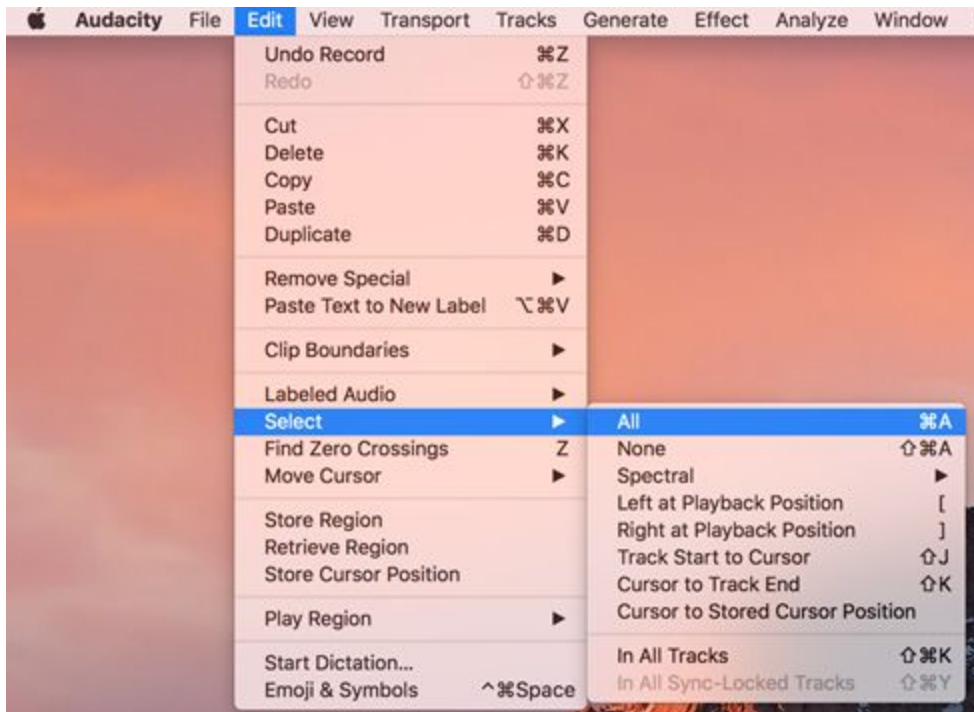 Audacity File Edit View Transport Tracks Generate Effect Analyze Window
Undo Record ⌘Z
Redo ⇧⌘Z
Cut ⌘X
Delete ⌘K
Copy ⌘C
Paste ⌘V
Duplicate ⌘D
Remove Special ▶
Paste Text to New Label ⌥⌘V
Clip Boundaries ▶
Labeled Audio ▶
Select ▶
Find Zero Crossings Z
Move Cursor ▶
Store Region
Retrieve Region
Store Cursor Position
Play Region ▶
Start Dictation...
Emoji & Symbols ^⌘Space
All ⌘A
None ⇧⌘A
Spectral ▶
Left at Playback Position [
Right at Playback Position ]
Track Start to Cursor ⇧J
Cursor to Track End ⇧K
Cursor to Stored Cursor Position
In All Tracks ⇧⌘K
In All Sync-Locked Tracks ⇧⌘Y